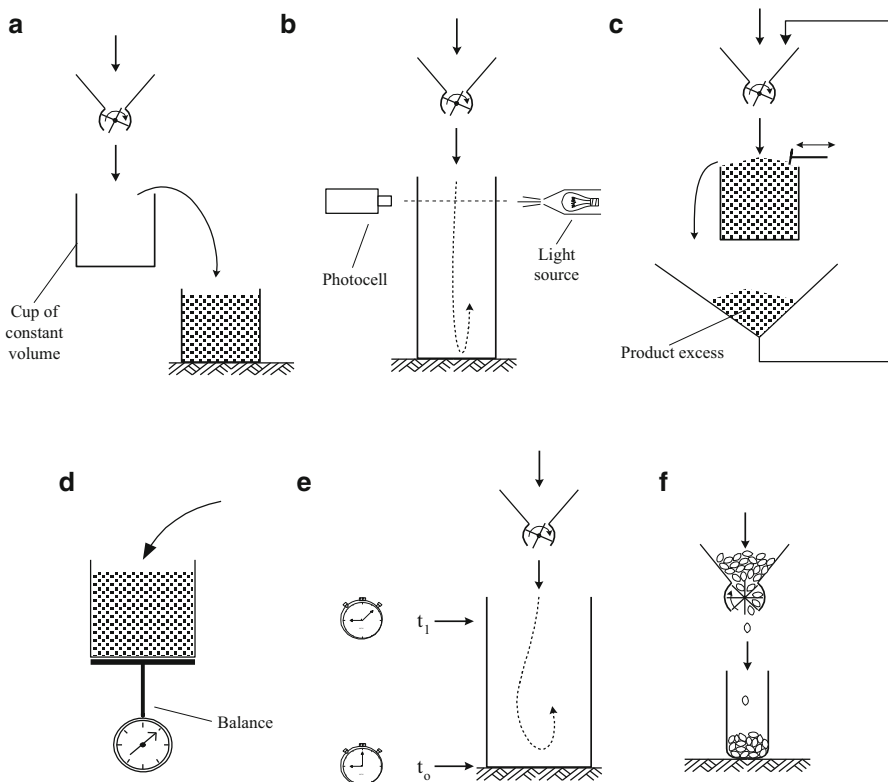 a
b
c
Cup of
constant
volume
Photocell
Light
source
Product excess
d
e
f
Balance
t1
to